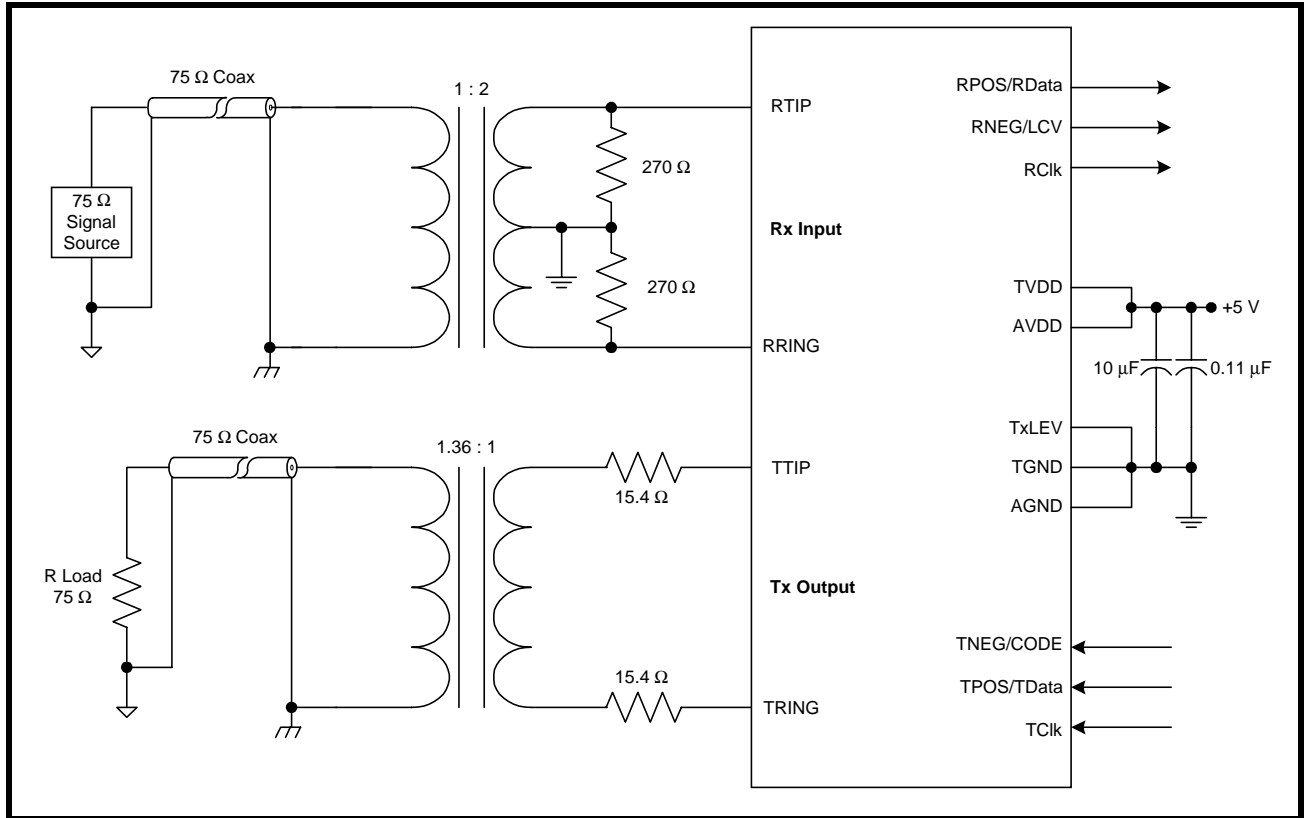 75 Ω Coax
1 : 2
75 Ω
Signal
Source
270 Ω
270 Ω
RTIP
Rx Input
RRING
RPOS/RData
RNEG/LCV
RClk
TVDD
AVDD
+5 V
10 μF
0.11 μF
TxLEV
TGND
AGND
75 Ω Coax
1.36 : 1
R Load
75 Ω
15.4 Ω
15.4 Ω
TTIP
Tx Output
TRING
TNEG/CODE
TPOS/TData
TClk